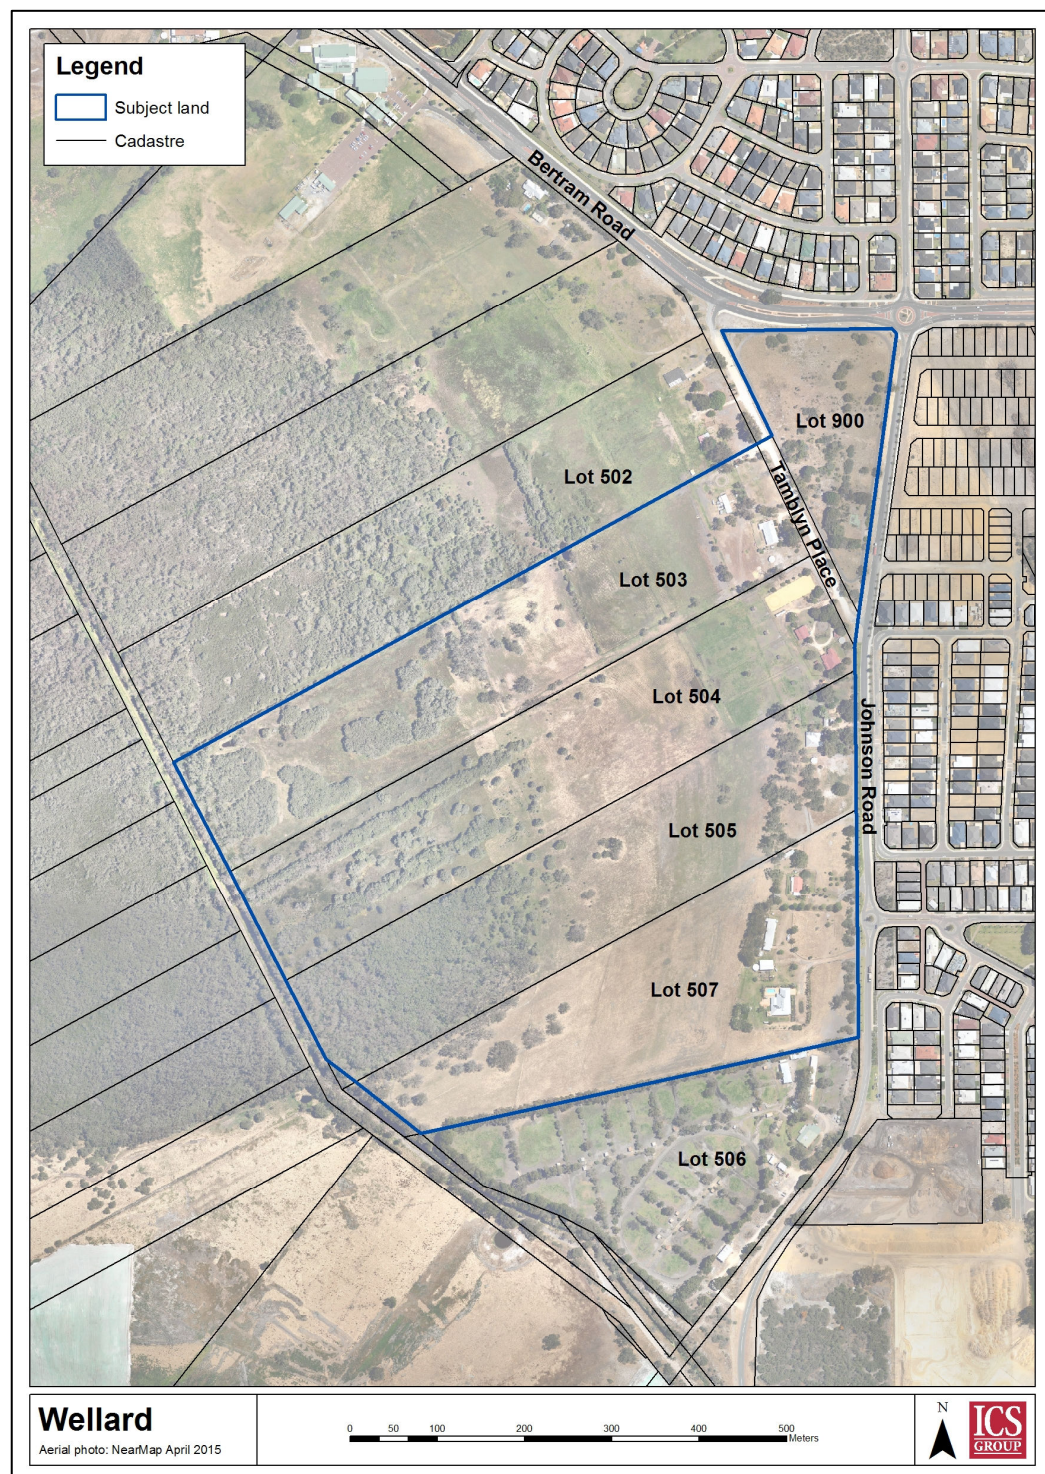 Legend
Subject land
Cadastre
Bertram Road
Lot 900
Lot 502
Tamblyn Place
Lot 503
Lot 504
Johnson Road
Lot 505
Lot 507
Lot 506
Wellard
Aerial photo: NearMap April 2015
0 50 100 200 300 400 500
Meters
N
ICS
GROUP